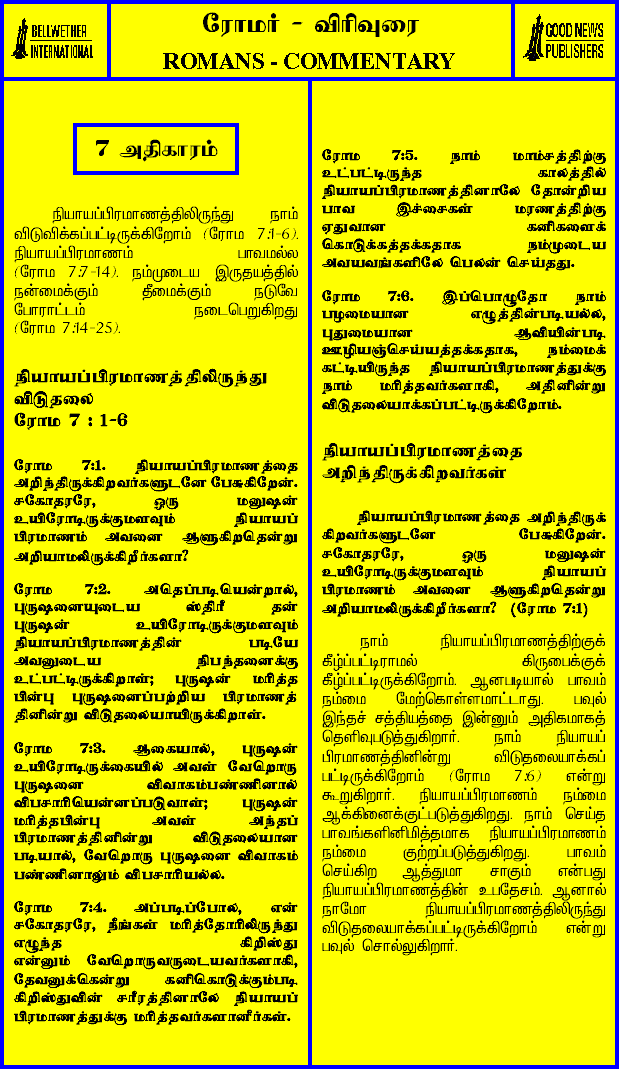 BELLWETHER
INTERNATIONAL
ரோமர் - விரிவுரை
ROMANS - COMMENTARY
GOOD NEWS
PUBLISHERS
7 அதிகாரம்
நியாயப்பிரமாணத்திலிருந்து நாம்
விடுவிக்கப்பட்டிருக்கிறோம் (ரோம 7:1-6).
நியாயப்பிரமாணம் பாவமல்ல
(ரோம 7:7-14). நம்முடைய இருதயத்தில்
நன்மைக்கும் தீமைக்கும் நடுவே
போராட்டம் நடைபெறுகிறது
(ரோம 7:14-25).
நியாயப்பிரமாணத்திலிருந்து
விடுதலை
ரோம 7 : 1-6
ரோம 7:1. நியாயப்பிரமாணத்தை
அறிந்திருக்கிறவர்களுடனே பேசுகிறேன்.
சகோதரரே, ஒரு மனுஷன்
உயிரோடிருக்குமளவும் நியாயப்
பிரமாணம் அவனை ஆளுகிறதென்று
அறியாமலிருக்கிறீர்களா?
ரோம 7:2. அதெப்படியென்றால்,
புருஷனையுடைய ஸ்திரீ தன்
புருஷன் உயிரோடிருக்குமளவும்
நியாயப்பிரமாணத்தின் படியே
அவனுடைய நிபந்தனைக்கு
உட்பட்டிருக்கிறாள்; புருஷன் மரித்த
பின்பு புருஷனைப்பற்றிய பிரமாணத்
தினின்று விடுதலையாயிருக்கிறாள்.
ரோம 7:3. ஆகையால், புருஷன்
உயிரோடிருக்கையில் அவள் வேறொரு
புருஷனை விவாகம்பண்ணினால்
விபசாரியென்னப்படுவாள்; புருஷன்
மரித்தபின்பு அவள் அந்தப்
பிரமாணத்தினின்று விடுதலையான
படியால், வேறொரு புருஷனை விவாகம்
பண்ணினாலும் விபசாரியல்ல.
ரோம 7:4. அப்படிப்போல, என்
சகோதரரே, நீங்கள் மரித்தோரிலிருந்து
எழுந்த கிறிஸ்து
என்னும் வேறொருவருடையவர்களாகி,
தேவனுக்கென்று கனிகொடுக்கும்படி
கிறிஸ்துவின் சரீரத்தினாலே நியாயப்
பிரமாணத்துக்கு மரித்தவர்களானீர்கள்.
ரோம 7:5. நாம் மாம்சத்திற்கு
உட்பட்டிருந்த காலத்தில்
நியாயப்பிரமாணத்தினாலே தோன்றிய
பாவ இச்சைகள் மரணத்திற்கு
ஏதுவான கனிகளைக்
கொடுக்கத்தக்கதாக நம்முடைய
அவயவங்களிலே பெலன் செய்தது.
ரோம 7:6. இப்பொழுதோ நாம்
பழமையான எழுத்தின்படியல்ல,
புதுமையான ஆவியின்படி
ஊழியஞ்செய்யத்தக்கதாக, நம்மைக்
கட்டியிருந்த நியாயப்பிரமாணத்துக்கு
நாம் மரித்தவர்களாகி, அதினின்று
விடுதலையாக்கப்பட்டிருக்கிறோம்.
நியாயப்பிரமாணத்தை
அறிந்திருக்கிறவர்கள்
நியாயப்பிரமாணத்தை அறிந்திருக்
கிறவர்களுடனே பேசுகிறேன்.
சகோதரரே, ஒரு மனுஷன்
உயிரோடிருக்குமளவும் நியாயப்
பிரமாணம் அவனை ஆளுகிறதென்று
அறியாமலிருக்கிறீர்களா? (ரோம 7:1)
நாம் நியாயப்பிரமாணத்திற்குக்
கீழ்ப்பட்டிராமல் கிருபைக்குக்
கீழ்ப்பட்டிருக்கிறோம். ஆனபடியால் பாவம்
நம்மை மேற்கொள்ளமாட்டாது. பவுல்
இந்தச் சத்தியத்தை இன்னும் அதிகமாகத்
தெளிவுபடுத்துகிறார். நாம் நியாயப்
பிரமாணத்தினின்று விடுதலையாக்கப்
பட்டிருக்கிறோம் (ரோம 7:6) என்று
கூறுகிறார். நியாயப்பிரமாணம் நம்மை
ஆக்கினைக்குட்படுத்துகிறது. நாம் செய்த
பாவங்களினிமித்தமாக நியாயப்பிரமாணம்
நம்மை குற்றப்படுத்துகிறது. பாவம்
செய்கிற ஆத்துமா சாகும் என்பது
நியாயப்பிரமாணத்தின் உபதேசம். ஆனால்
நாமோ நியாயப்பிரமாணத்திலிருந்து
விடுதலையாக்கப்பட்டிருக்கிறோம் என்று
பவுல் சொல்லுகிறார்.